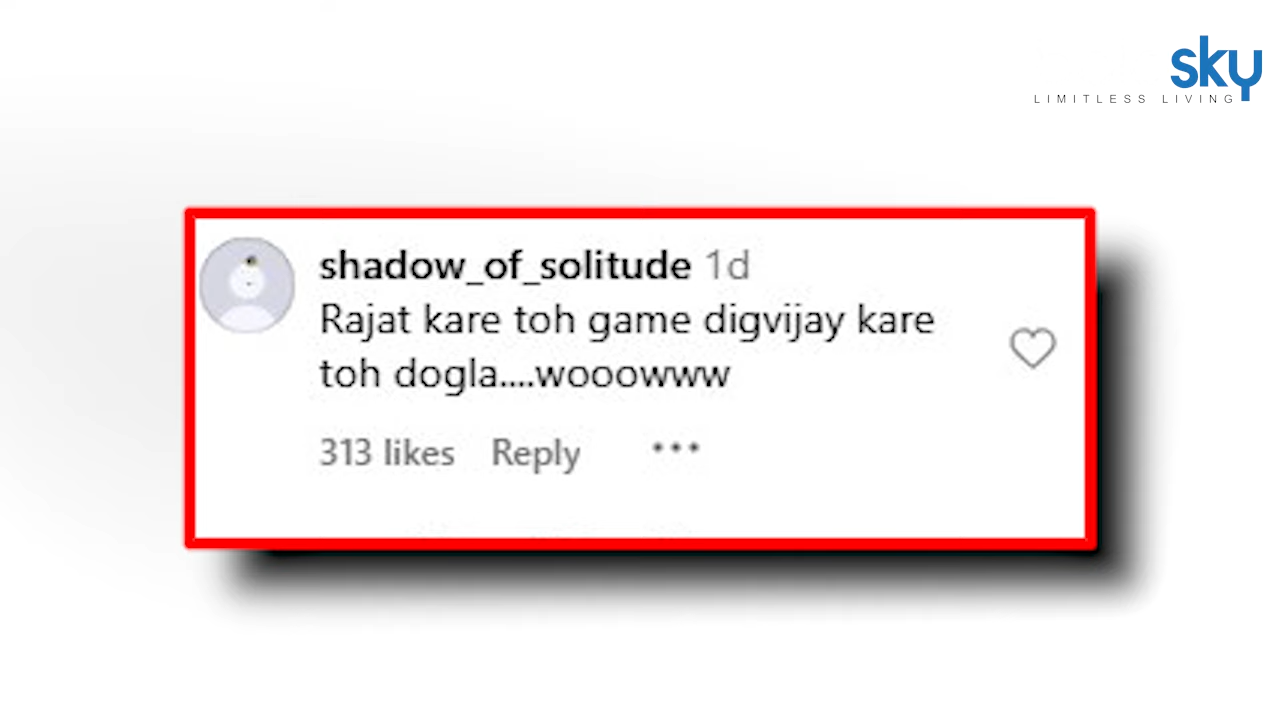 sky
LIMITLESS LIVING
shadow_of_solitude 1d
Rajat kare toh game digvijay kare
toh dogla....wooowww
313 likes Reply •••